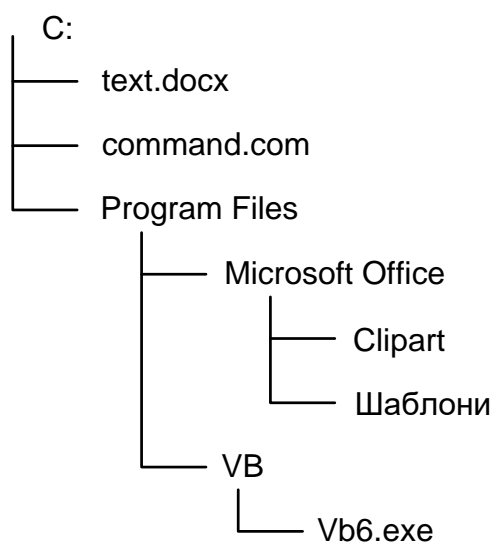 C:
text.docx
command.com
Program Files
Microsoft Office
Clipart
Шаблони
VB
Vb6.exe